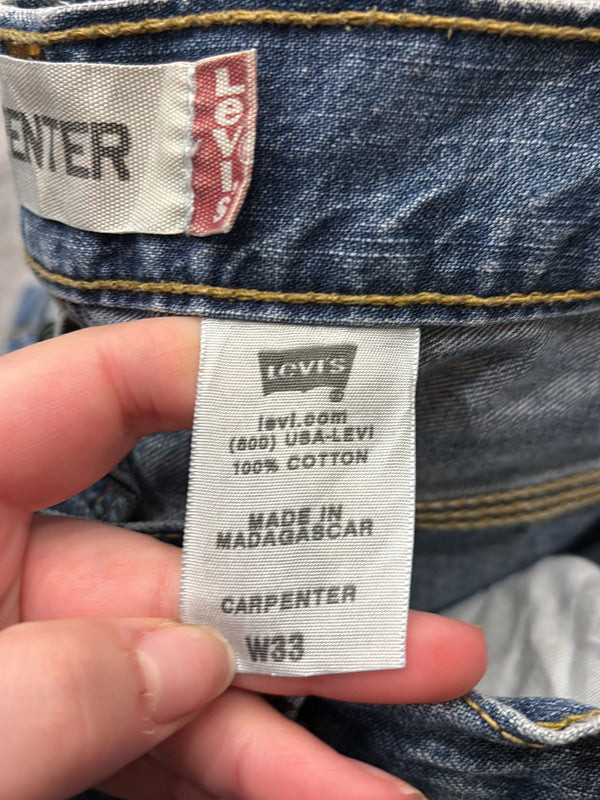 ENTER
Levi's
Levi's
levi.com
(800) USA-LEVI
100% COTTON
MADE IN
MADAGASCAR
CARPENTER
W33